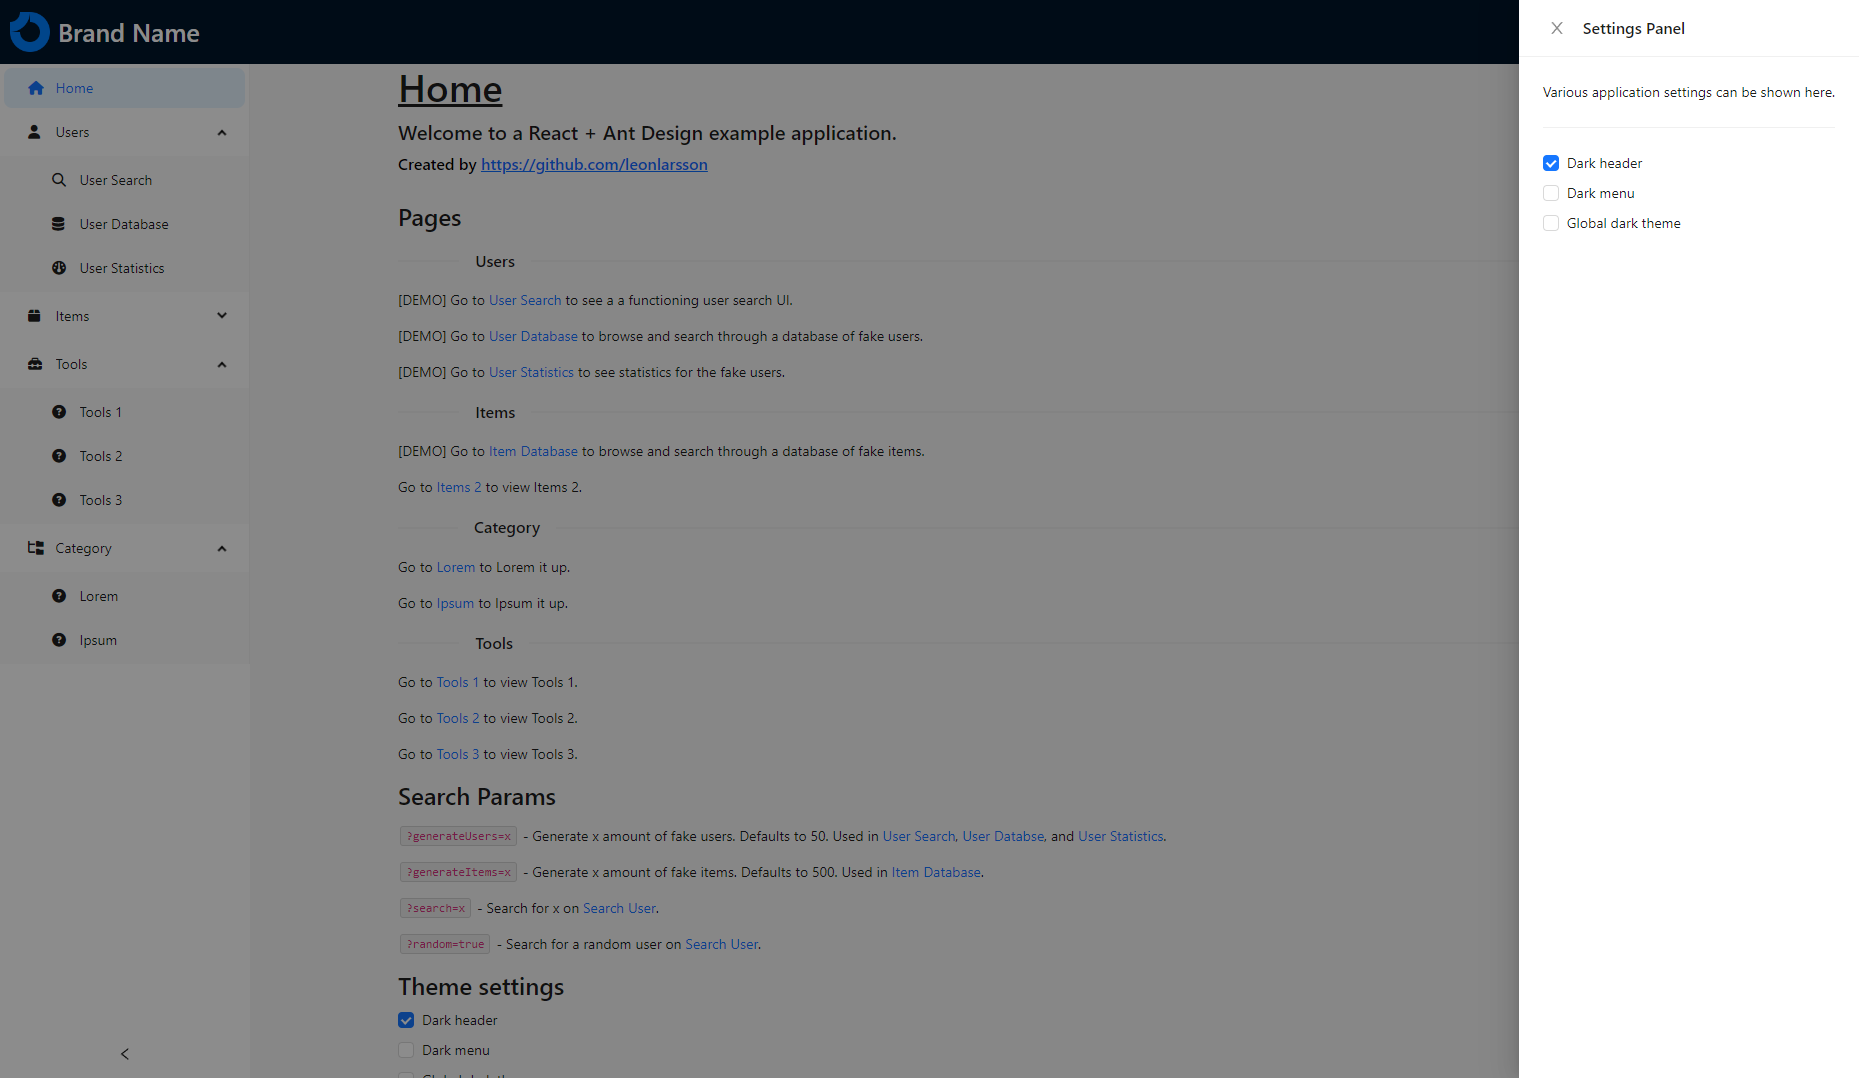 Brand Name
Home
Users
User Search
User Database
User Statistics
Items
Tools
Tools 1
Tools 2
Tools 3
Category
Lorem
Ipsum
Home
Welcome to a React + Ant Design example application.
Created by https://github.com/leonlarsson
Pages
Users
[DEMO] Go to User Search to see a a functioning user search UI.
[DEMO] Go to User Database to browse and search through a database of fake users.
[DEMO] Go to User Statistics to see statistics for the fake users.
Items
[DEMO] Go to Item Database to browse and search through a database of fake items.
Go to Items 2 to view Items 2.
Category
Go to Lorem to Lorem it up.
Go to Ipsum to Ipsum it up.
Tools
Go to Tools 1 to view Tools 1.
Go to Tools 2 to view Tools 2.
Go to Tools 3 to view Tools 3.
Search Params
?generateUsers=x - Generate x amount of fake users. Defaults to 50. Used in User Search, User Databse, and User Statistics.
?generateItems=x - Generate x amount of fake items. Defaults to 500. Used in Item Database.
?search=x - Search for x on Search User.
?random=true - Search for a random user on Search User.
Theme settings
Dark header
Dark menu
Settings Panel
Various application settings can be shown here.
Dark header
Dark menu
Global dark theme